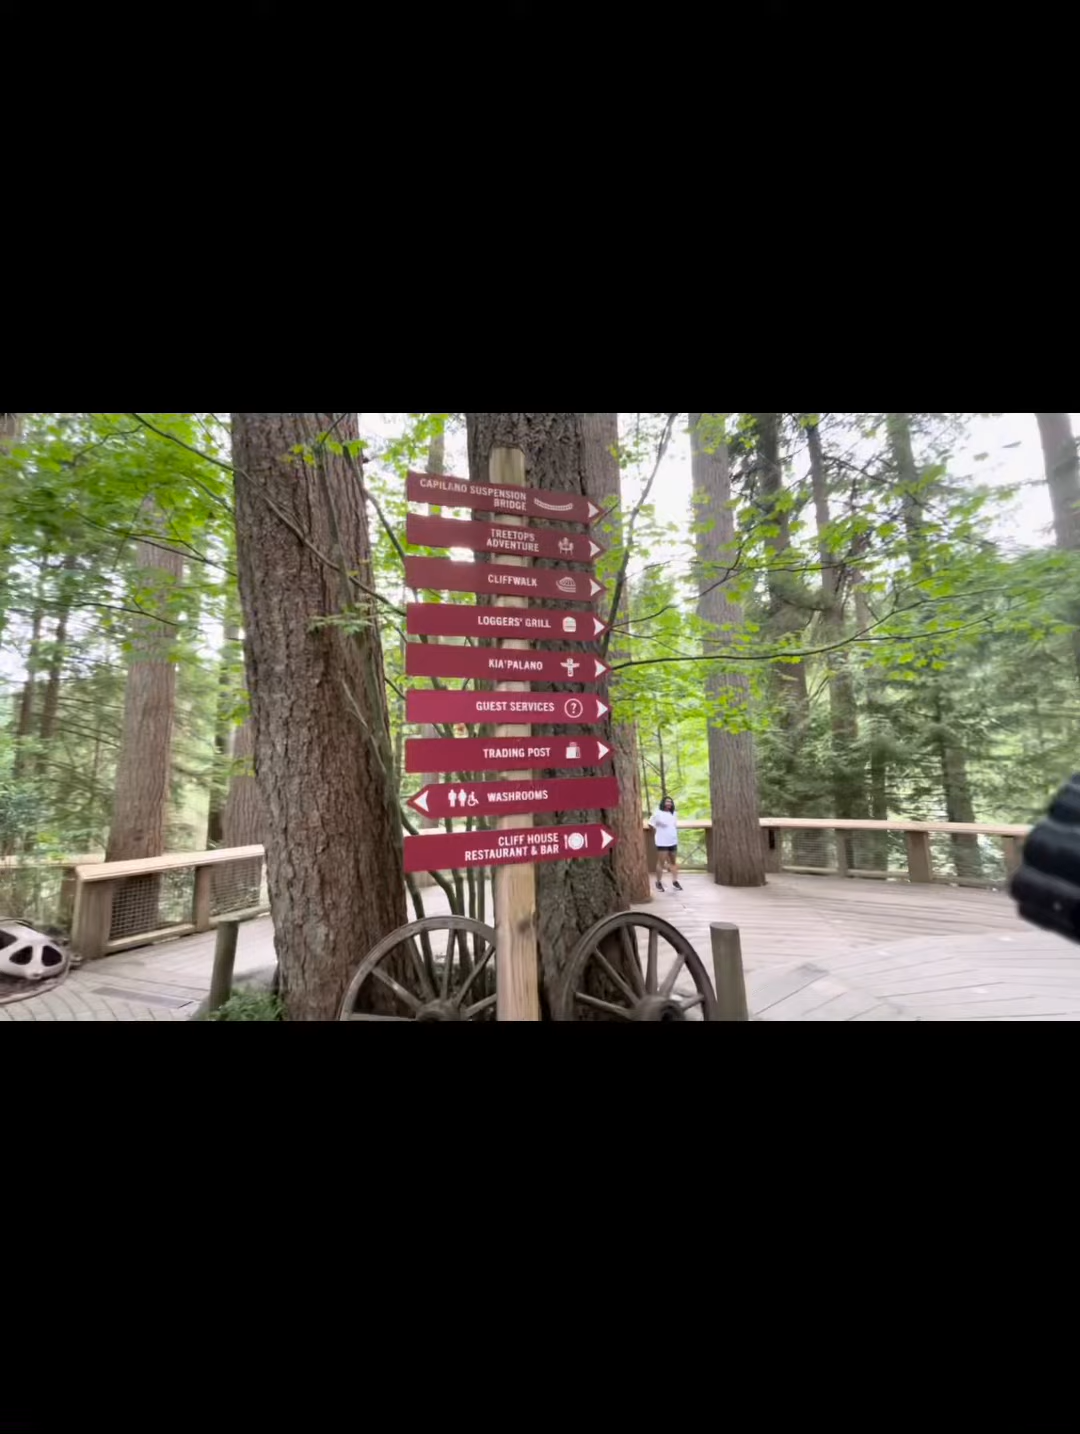 CAPILANO SUSPENSION
BRIDGE
TREETOPS
ADVENTURE
CLIFFWALK
LOGGERS' GRILL
KIA'PALANO
GUEST SERVICES
?
TRADING POST
WASHROOMS
CLIFF HOUSE
RESTAURANT & BAR